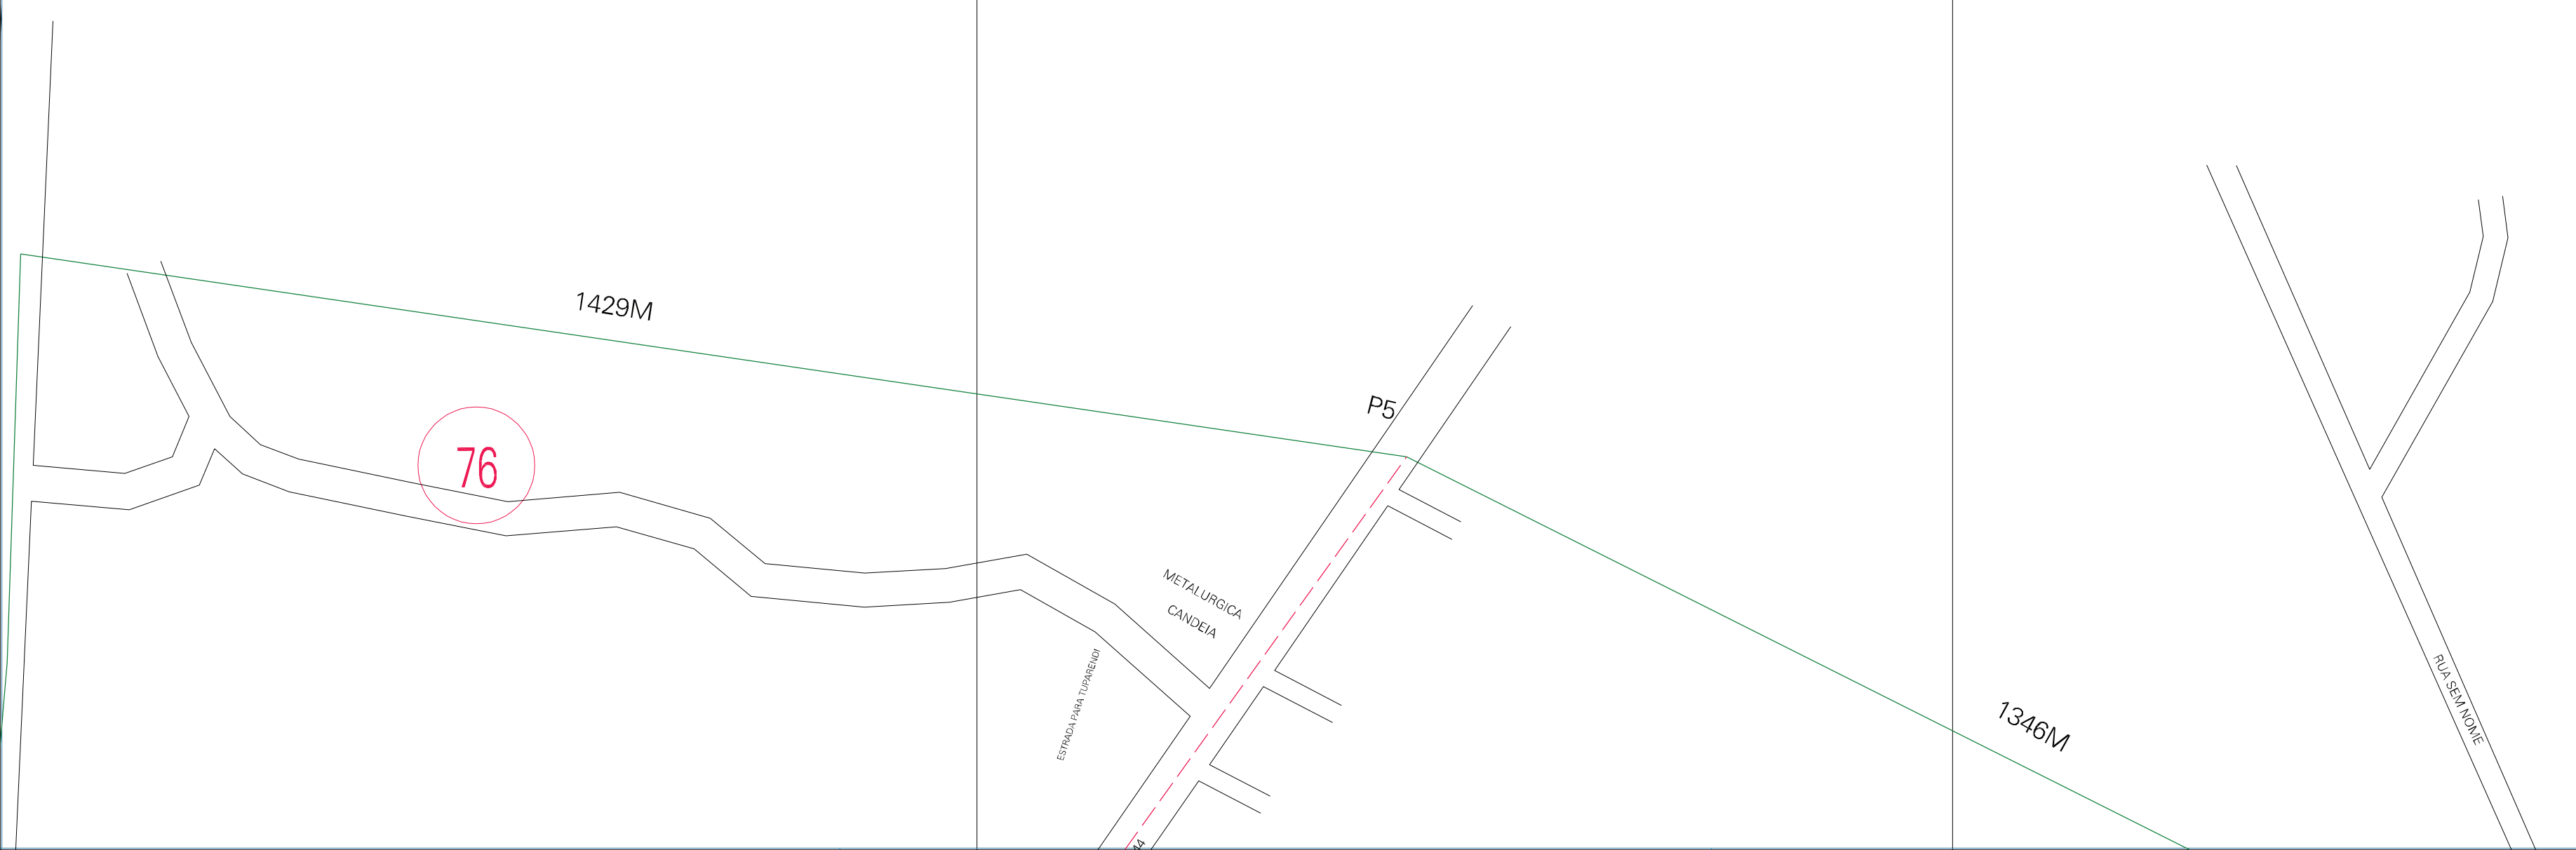 1429M
P5
76
METALURGICA
CANDEIA
ESTRADA PARA TUPARENDI
RUA SEM NOME
1346M